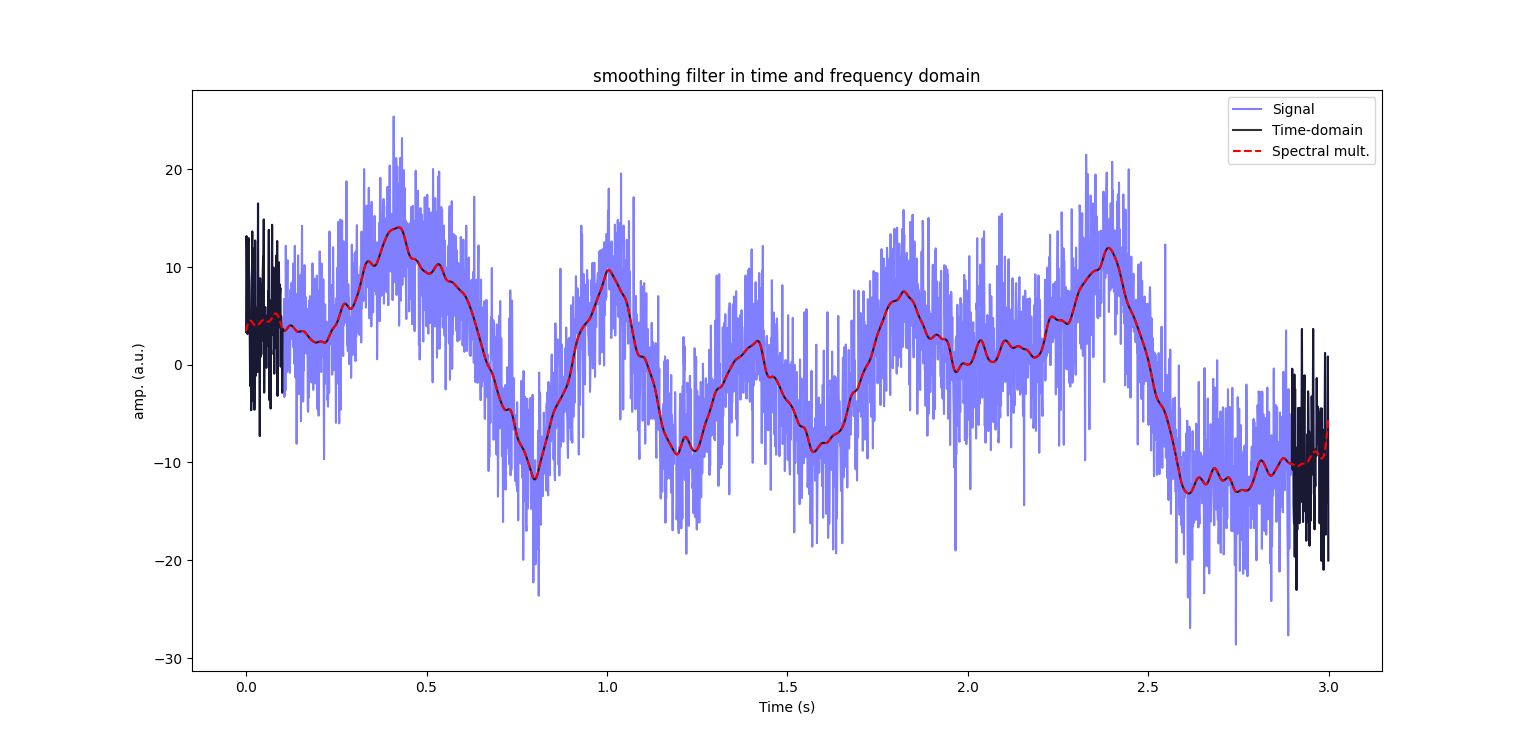 smoothing filter in time and frequency domain
Signal
Time-domain
Spectral mult.
amp. (a.u.)
20
10
0
−10
−20
−30
0.0 0.5 1.0 1.5 2.0 2.5 3.0
Time (s)